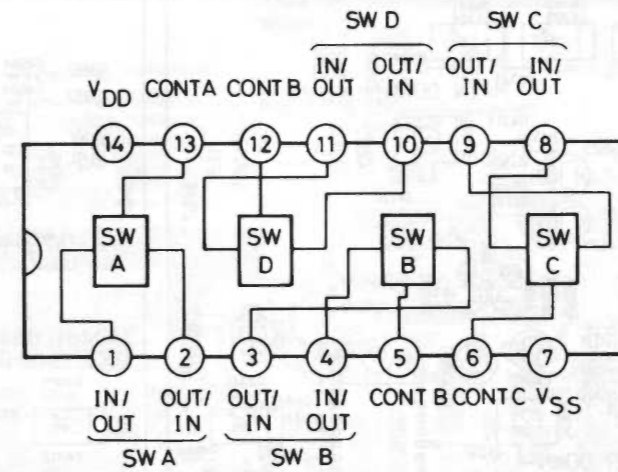 SW D SW C
IN/ OUT/ OUT/ IN/
VDD CONTA CONT B OUT IN IN OUT
14 13 12 11 10 9 8
SW SW SW SW
A D B C
1 2 3 4 5 6 7
IN/ OUT/ OUT/ IN/ CONT B CONTC VSS
OUT IN IN OUT
SW A SW B